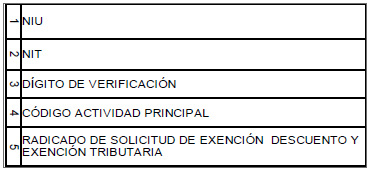 1 NIU
2 NIT
3 DÍGITO DE VERIFICACIÓN
4 CÓDIGO ACTIVIDAD PRINCIPAL
5 RADICADO DE SOLICITUD DE EXENCIÓN DESCUENTO Y
EXENCIÓN TRIBUTARIA